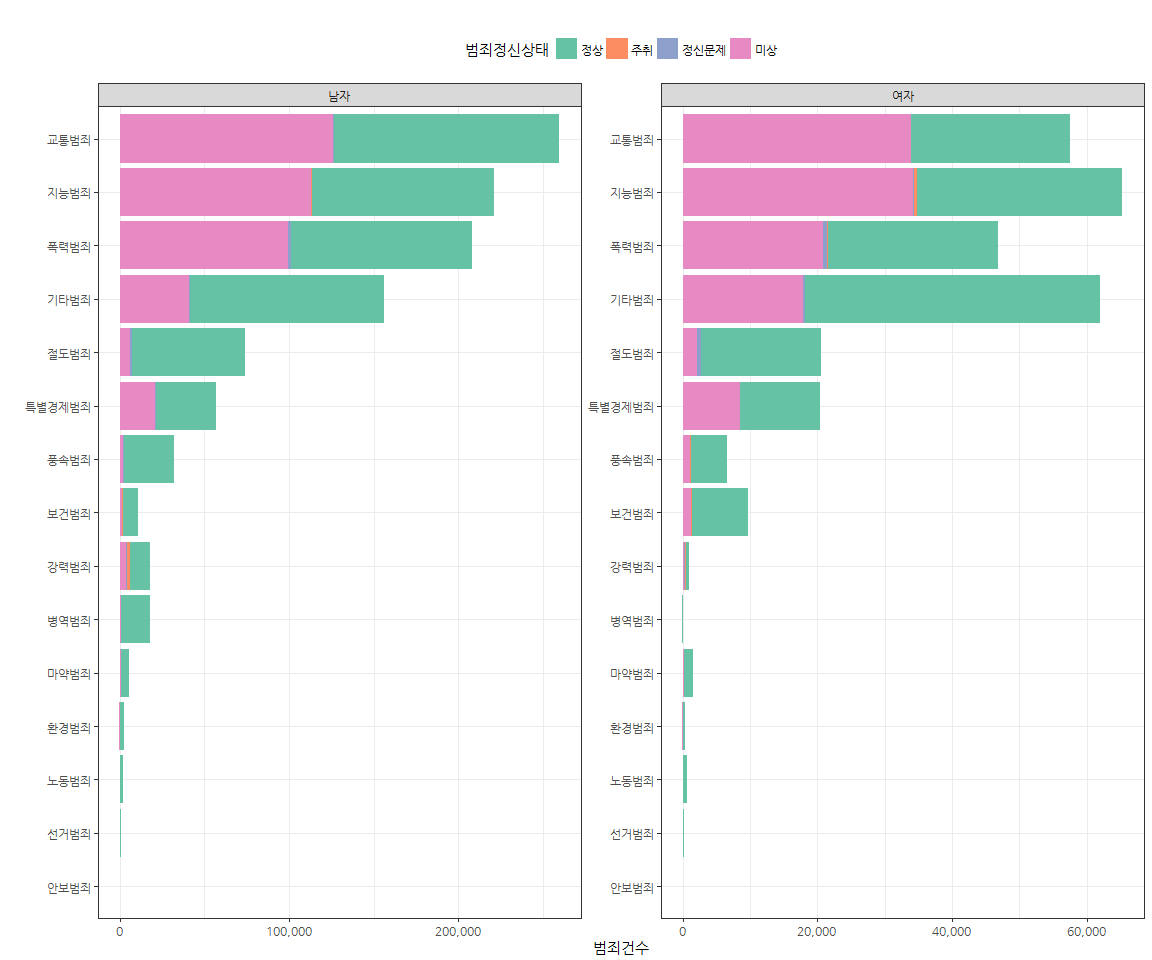 범죄정신상태 정상 주취 정신문제 미상
남자
교통범죄
지능범죄
폭력범죄
기타범죄
절도범죄
특별경제범죄
풍속범죄
보건범죄
강력범죄
병역범죄
마약범죄
환경범죄
노동범죄
선거범죄
안보범죄
0 100,000 200,000
여자
교통범죄
지능범죄
폭력범죄
기타범죄
절도범죄
특별경제범죄
풍속범죄
보건범죄
강력범죄
병역범죄
마약범죄
환경범죄
노동범죄
선거범죄
안보범죄
0 20,000 40,000 60,000
범죄건수